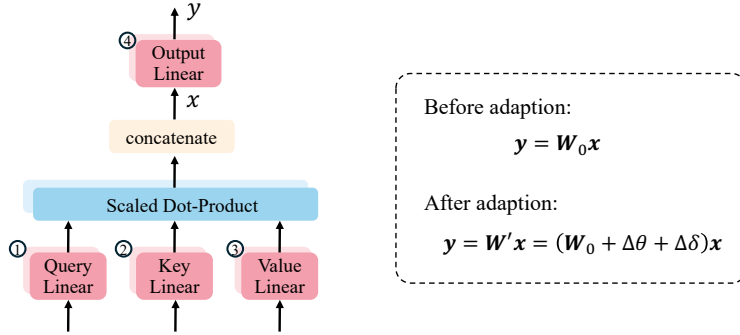 y
④
Output
Linear
x
concatenate
Scaled Dot-Product
①
Query
Linear
②
Key
Linear
③
Value
Linear
Before adaption:
y = W₀x
After adaption:
y = W′x = (W₀ + Δθ + Δδ)x